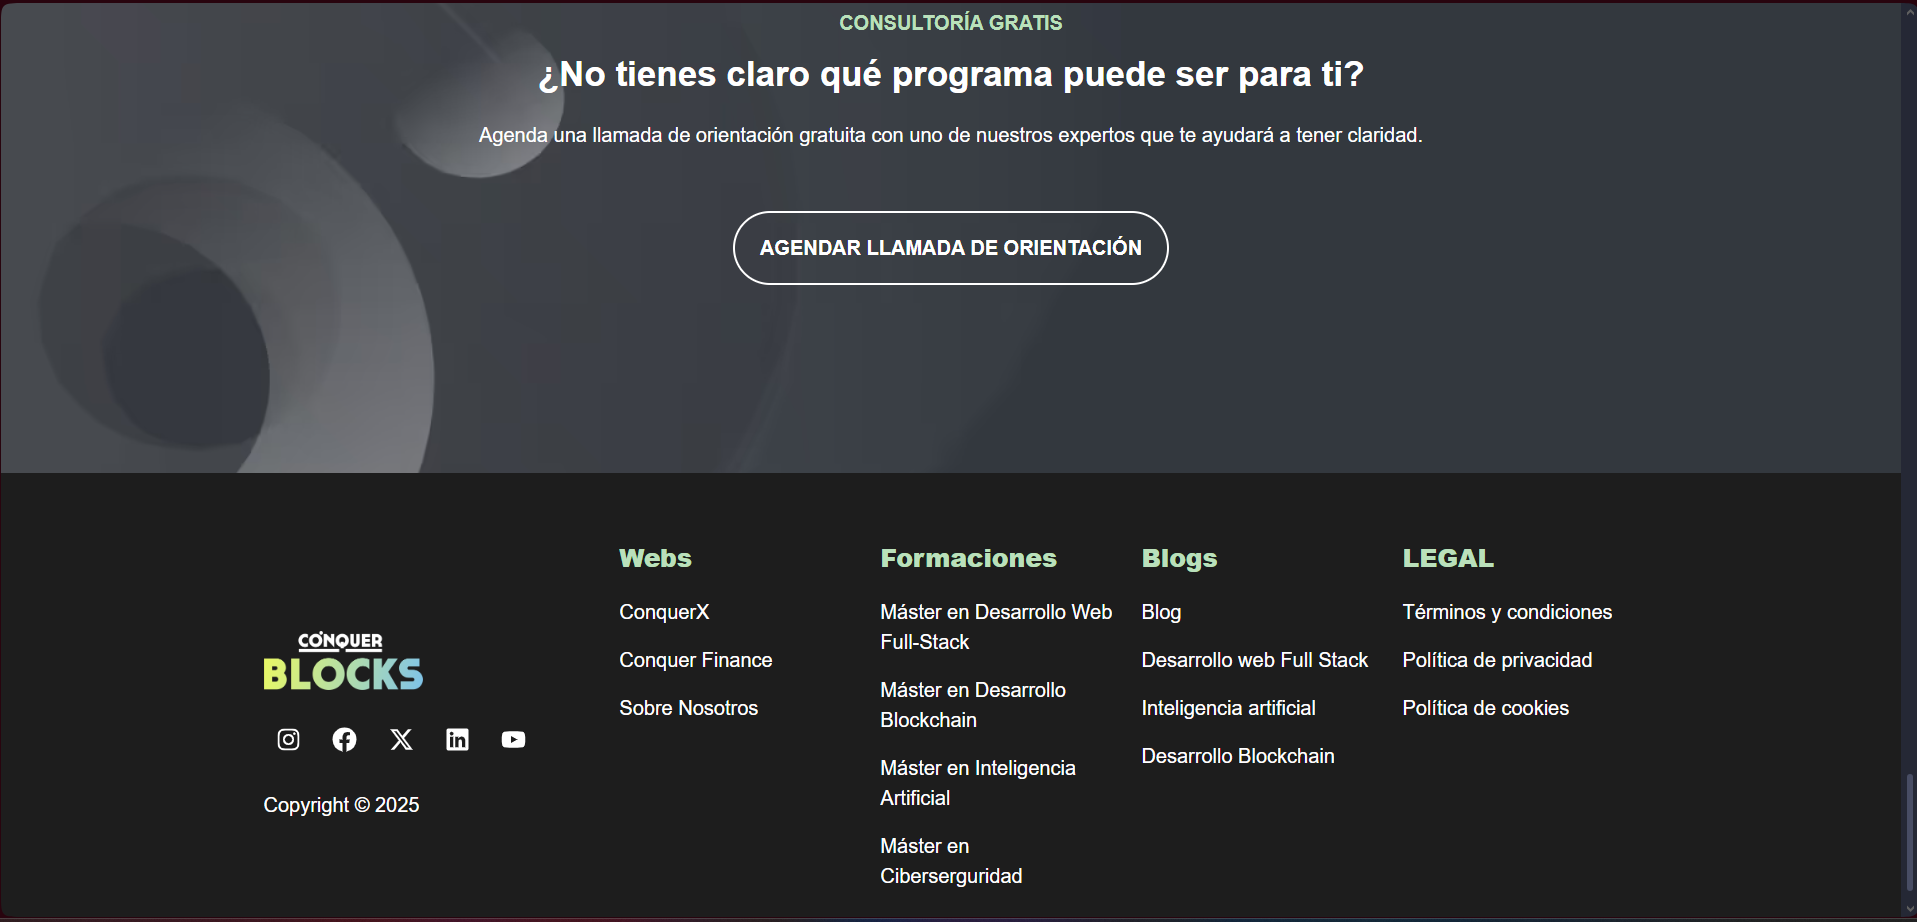 CONSULTORÍA GRATIS
¿No tienes claro qué programa puede ser para ti?
Agenda una llamada de orientación gratuita con uno de nuestros expertos que te ayudará a tener claridad.
AGENDAR LLAMADA DE ORIENTACIÓN
CONQUER
BLOCKS
Copyright © 2025
Webs
ConquerX
Conquer Finance
Sobre Nosotros
Formaciones
Máster en Desarrollo Web
Full-Stack
Máster en Desarrollo
Blockchain
Máster en Inteligencia
Artificial
Máster en
Ciberserguridad
Blogs
Blog
Desarrollo web Full Stack
Inteligencia artificial
Desarrollo Blockchain
LEGAL
Términos y condiciones
Política de privacidad
Política de cookies